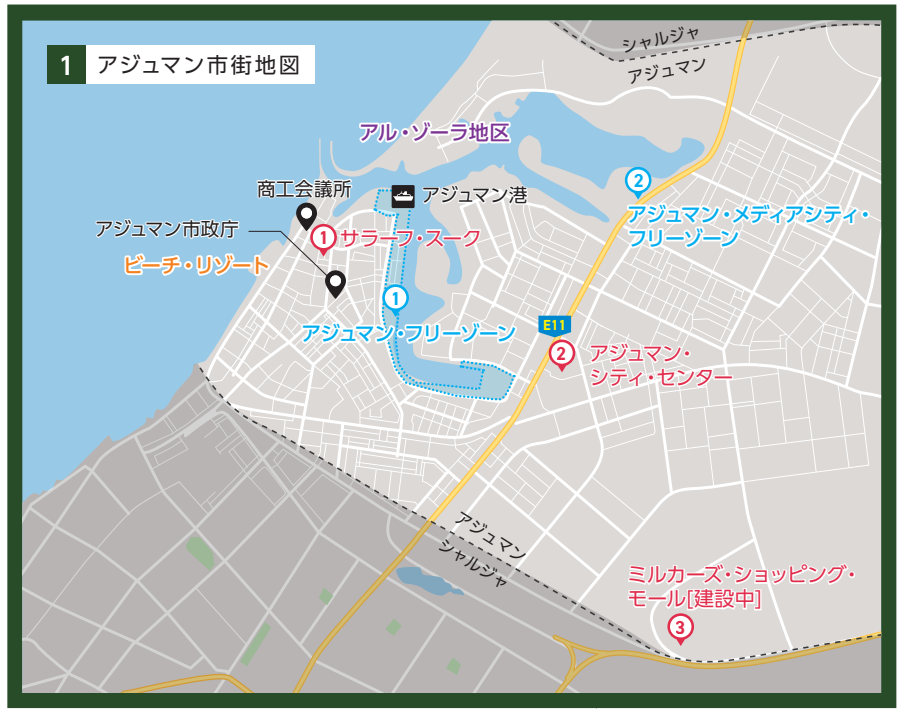 1 アジュマン市街地図
シャルジャ
アジュマン
アル・ゾーラ地区
商工会議所
アジュマン港
2
アジュマン・メディアシティ・
フリーゾーン
アジュマン市政庁
1 サラーフ・スーク
ビーチ・リゾート
1
アジュマン・フリーゾーン
E11
2 アジュマン・
シティ・センター
アジュマン
シャルジャ
ミルカーズ・ショッピング・
モール[建設中]
3